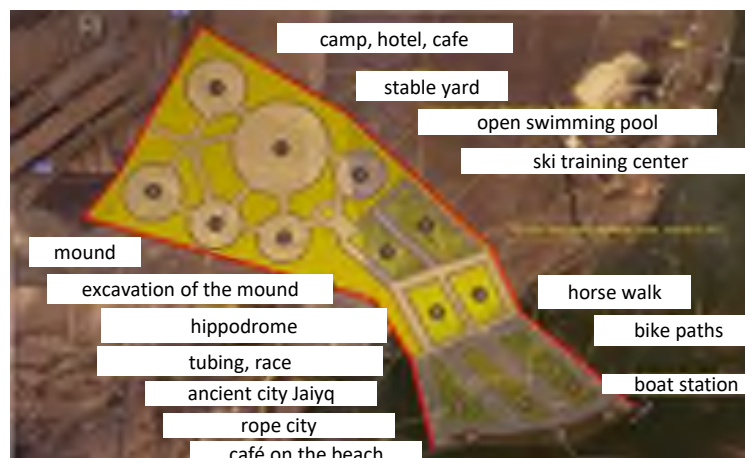 camp, hotel, cafe
stable yard
open swimming pool
ski training center
mound
excavation of the mound
hippodrome
tubing, race
ancient city Jaiyq
rope city
café on the beach
horse walk
bike paths
boat station